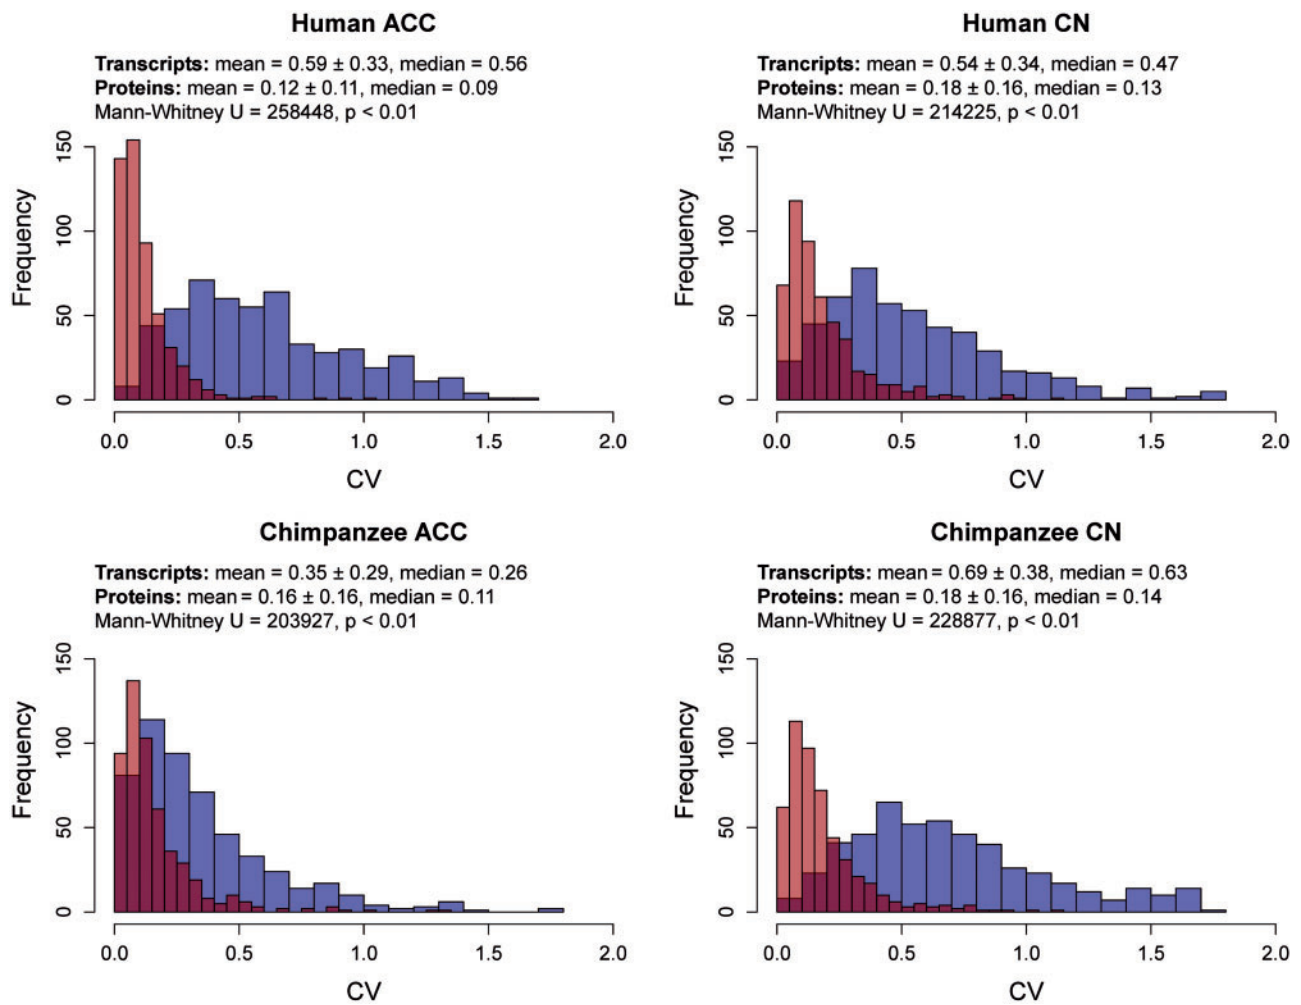 Human ACC
Transcripts: mean = 0.59 ± 0.33, median = 0.56
Proteins: mean = 0.12 ± 0.11, median = 0.09
Mann-Whitney U = 258448, p < 0.01
150
100
50
0
Frequency
0.0 0.5 1.0 1.5 2.0
CV
Human CN
Trancripts: mean = 0.54 ± 0.34, median = 0.47
Proteins: mean = 0.18 ± 0.16, median = 0.13
Mann-Whitney U = 214225, p < 0.01
150
100
50
0
Frequency
0.0 0.5 1.0 1.5 2.0
CV
Chimpanzee ACC
Transcripts: mean = 0.35 ± 0.29, median = 0.26
Proteins: mean = 0.16 ± 0.16, median = 0.11
Mann-Whitney U = 203927, p < 0.01
150
100
50
0
Frequency
0.0 0.5 1.0 1.5 2.0
CV
Chimpanzee CN
Transcripts: mean = 0.69 ± 0.38, median = 0.63
Proteins: mean = 0.18 ± 0.16, median = 0.14
Mann-Whitney U = 228877, p < 0.01
150
100
50
0
Frequency
0.0 0.5 1.0 1.5 2.0
CV